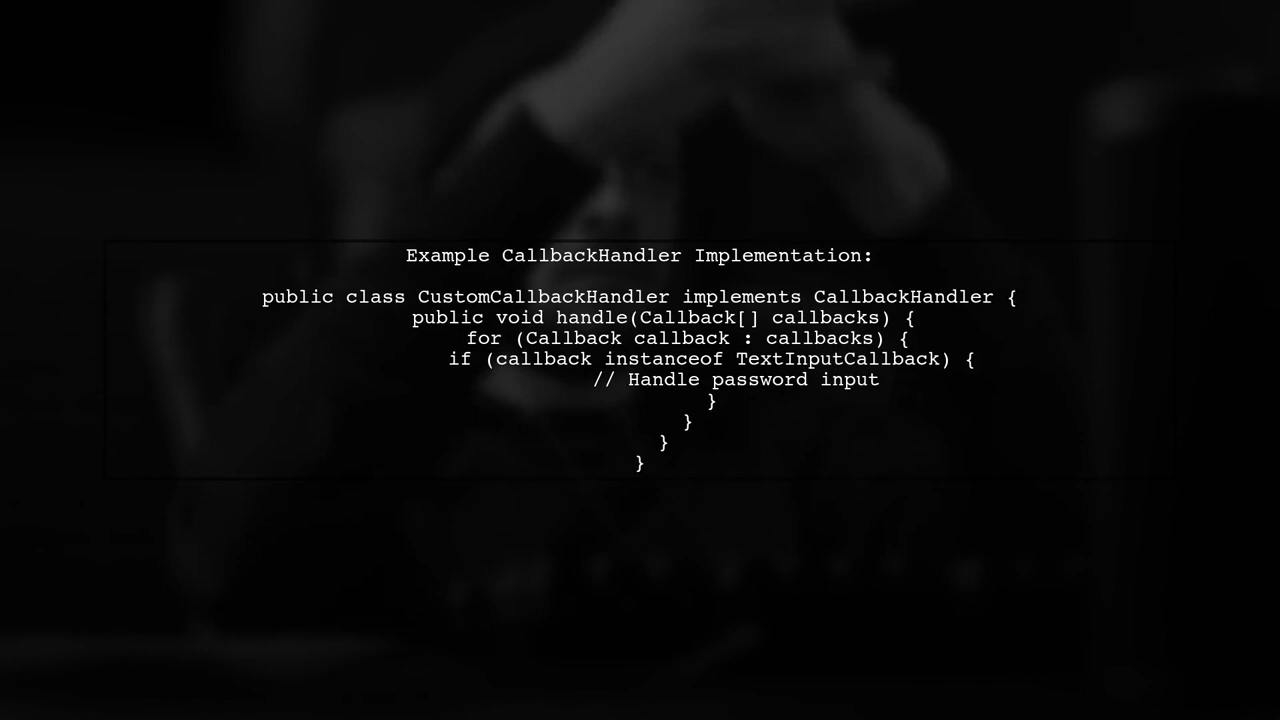 Example CallbackHandler Implementation:
public class CustomCallbackHandler implements CallbackHandler {
public void handle(Callback[] callbacks) {
for (Callback callback : callbacks) {
if (callback instanceof TextInputCallback) {
// Handle password input
}
}
}
}